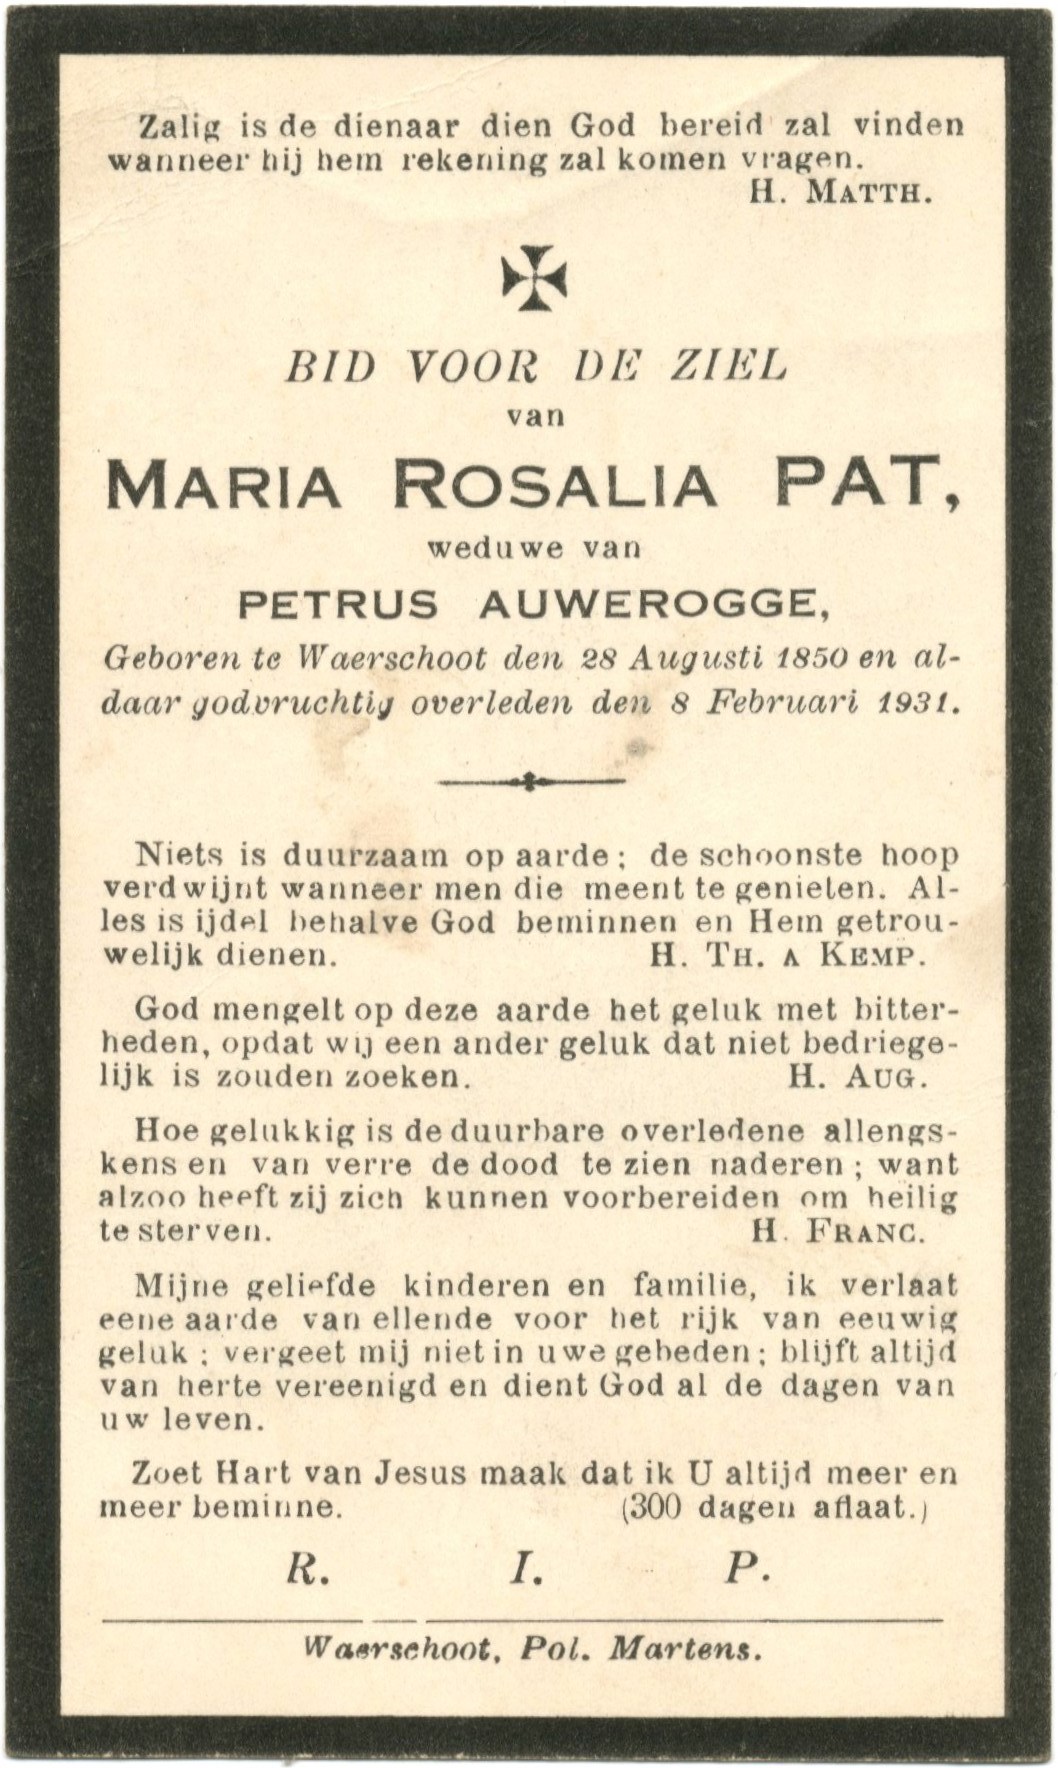 Zalig is de dienaar dien God bereid zal vinden
wanneer hij hem rekening zal komen vragen.
H. MATTH.
BID VOOR DE ZIEL
van
MARIA ROSALIA PAT,
weduwe van
PETRUS AUWEROGGE,
Geboren te Waerschoot den 28 Augusti 1850 en al-
daar godvruchtig overleden den 8 Februari 1931.
Niets is duurzaam op aarde; de schoonste hoop
verdwijnt wanneer men die meent te genieten. Al-
les is ijdel behalve God beminnen en Hem getrou-
welijk dienen. H. TH. A KEMP.
God mengelt op deze aarde het geluk met bitter-
heden, opdat wij een ander geluk dat niet bedriege-
lijk is zouden zoeken. H. AUG.
Hoe gelukkig is de duurbare overledene allengs-
kens en van verre de dood te zien naderen; want
alzoo heeft zij zich kunnen voorbereiden om heilig
te sterven. H. FRANC.
Mijne geliefde kinderen en familie, ik verlaat
eene aarde van ellende voor het rijk van eeuwig
geluk; vergeet mij niet in uwe gebeden; blijft altijd
van herte vereenigd en dient God al de dagen van
uw leven.
Zoet Hart van Jesus maak dat ik U altijd meer en
meer beminne. (300 dagen aflaat.)
R. I. P.
Waerschoot, Pol. Martens.